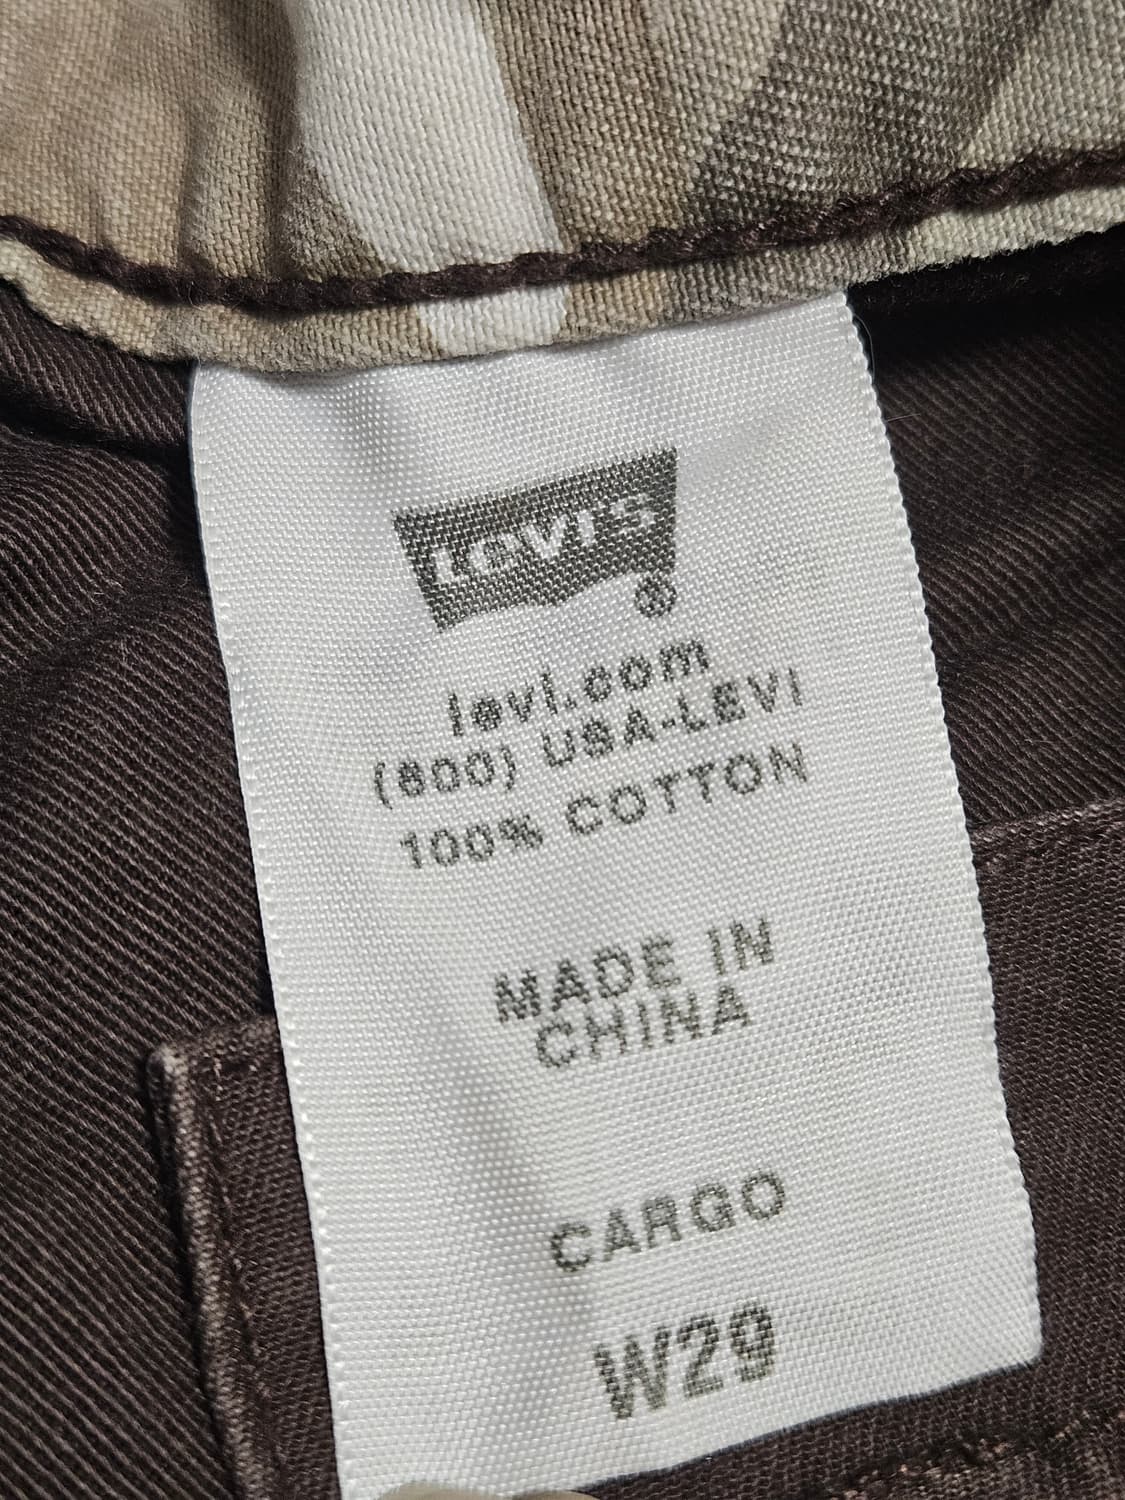 LEVI'S
®
levi.com
(800) USA-LEVI
100% COTTON
MADE IN
CHINA
CARGO
W29